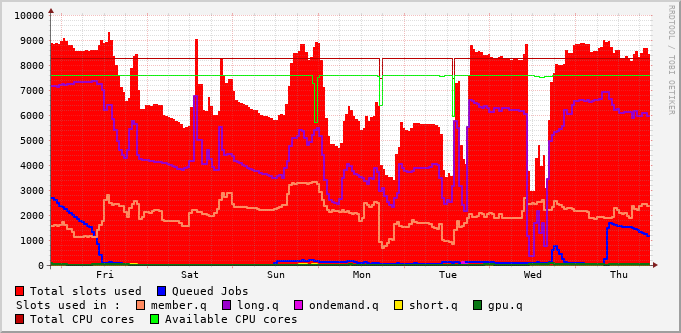 10000
9000
8000
7000
6000
5000
4000
3000
2000
1000
0
Fri Sat Sun Mon Tue Wed Thu
RRDTOOL / TOBI OETIKER
Total slots used Queued Jobs
Slots used in : member.q long.q ondemand.q short.q gpu.q
Total CPU cores Available CPU cores